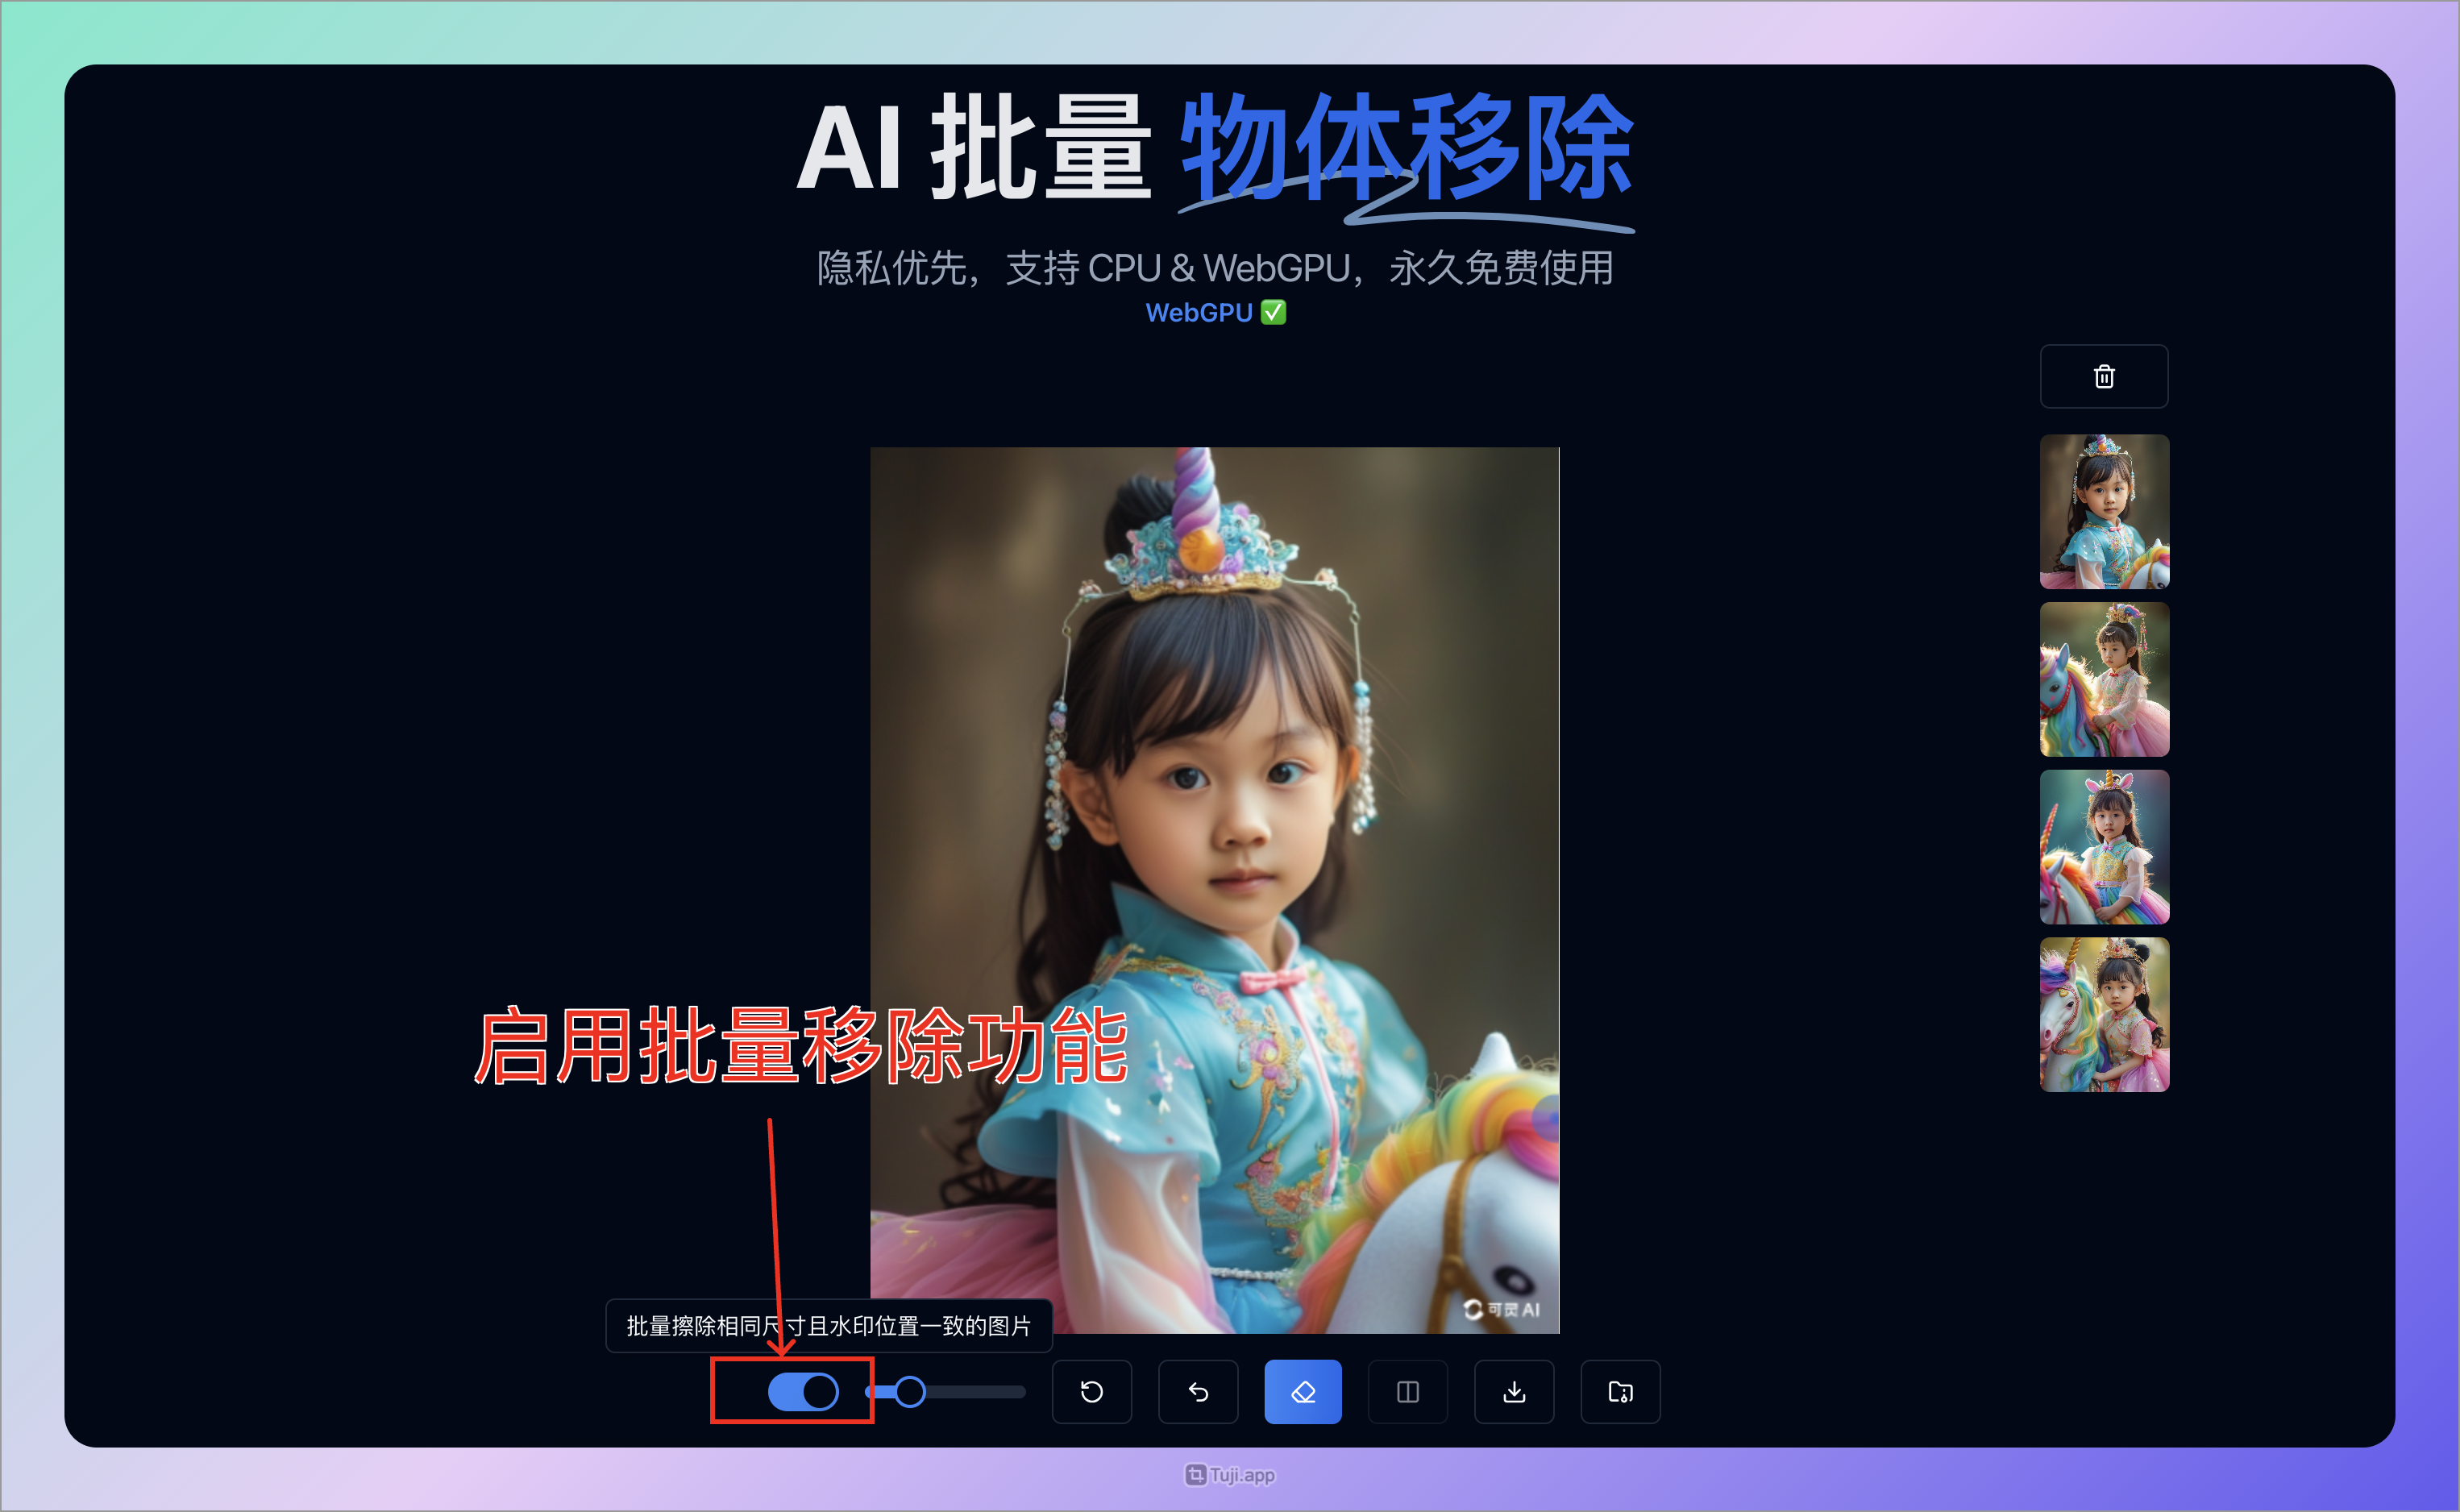 AI 批量 物体移除
隐私优先，支持 CPU & WebGPU，永久免费使用
WebGPU ✅
启用批量移除功能
可灵 AI
批量擦除相同尺寸且水印位置一致的图片
Tuji.app